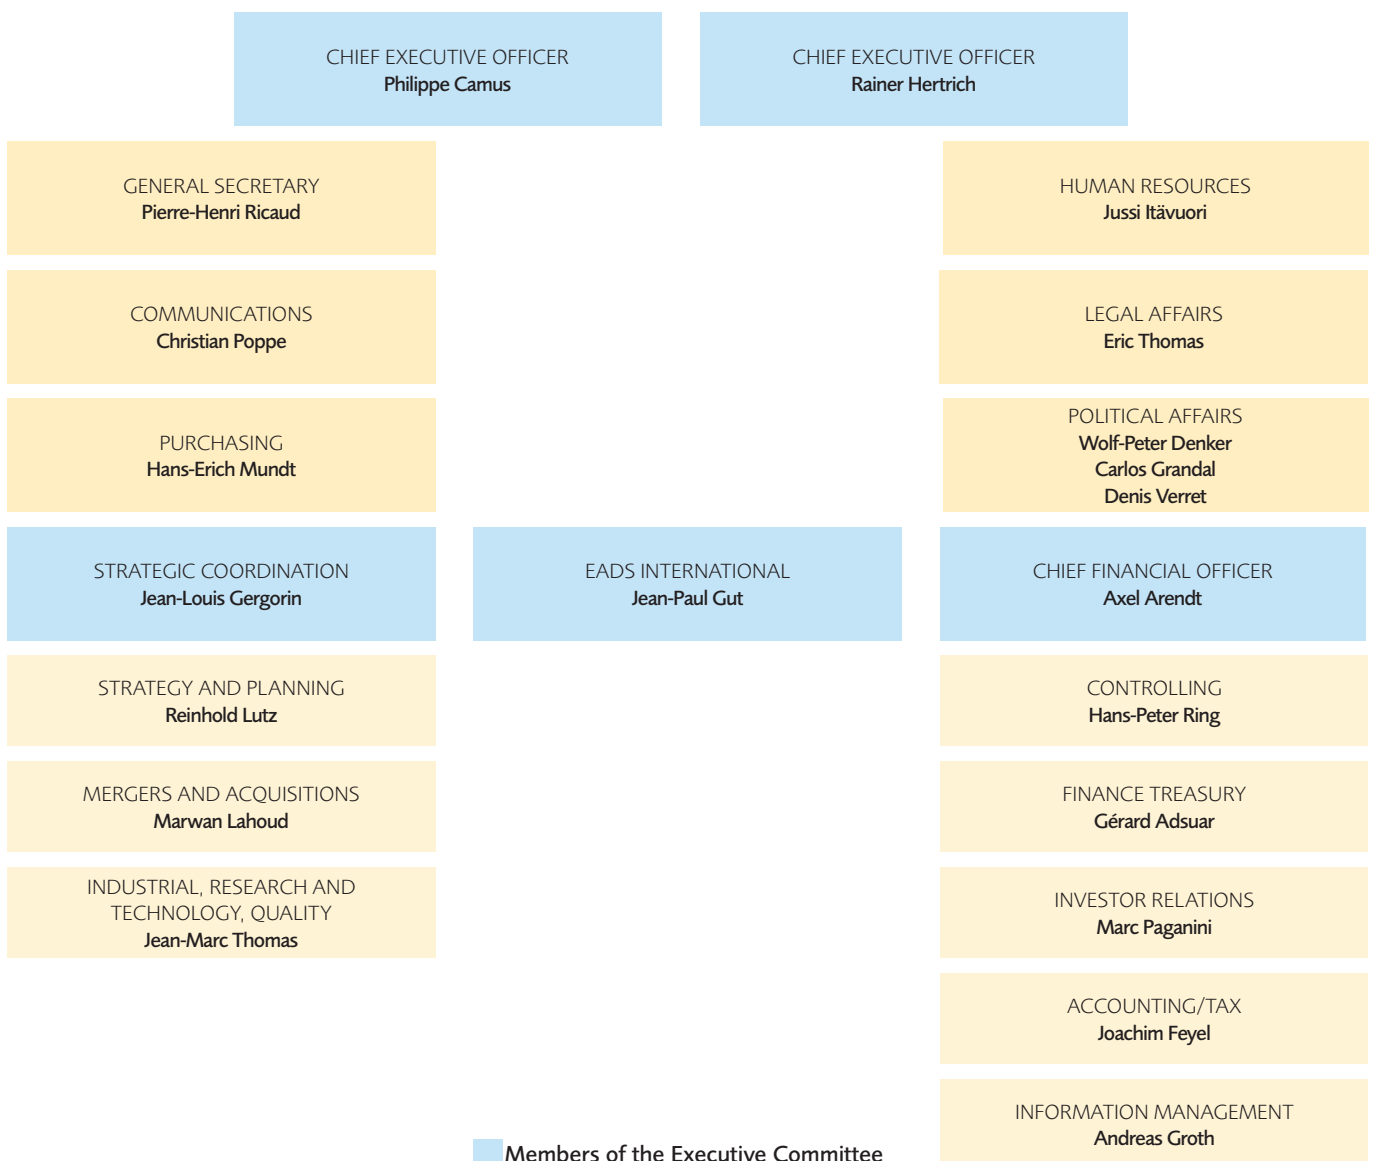 CHIEF EXECUTIVE OFFICER
Philippe Camus
CHIEF EXECUTIVE OFFICER
Rainer Hertrich
GENERAL SECRETARY
Pierre-Henri Ricaud
HUMAN RESOURCES
Jussi Itävuori
COMMUNICATIONS
Christian Poppe
LEGAL AFFAIRS
Eric Thomas
PURCHASING
Hans-Erich Mundt
POLITICAL AFFAIRS
Wolf-Peter Denker
Carlos Grandal
Denis Verret
STRATEGIC COORDINATION
Jean-Louis Gergorin
EADS INTERNATIONAL
Jean-Paul Gut
CHIEF FINANCIAL OFFICER
Axel Arendt
STRATEGY AND PLANNING
Reinhold Lutz
CONTROLLING
Hans-Peter Ring
MERGERS AND ACQUISITIONS
Marwan Lahoud
FINANCE TREASURY
Gérard Adsuar
INDUSTRIAL, RESEARCH AND
TECHNOLOGY, QUALITY
Jean-Marc Thomas
INVESTOR RELATIONS
Marc Paganini
ACCOUNTING/TAX
Joachim Feyel
INFORMATION MANAGEMENT
Andreas Groth
Members of the Executive Committee